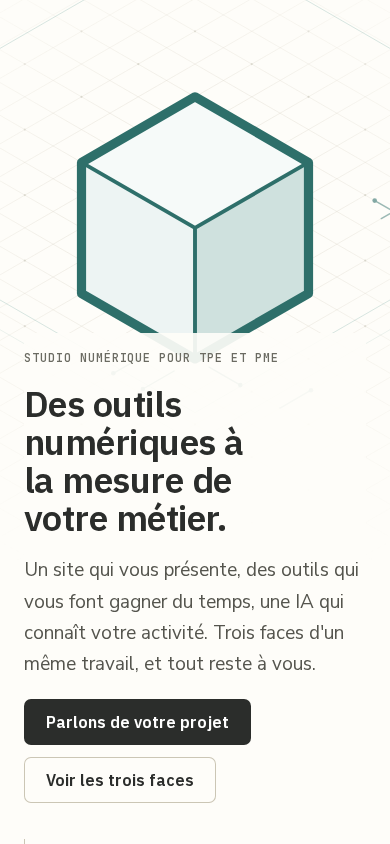 STUDIO NUMÉRIQUE POUR TPE ET PME
Des outils
numériques à
la mesure de
votre métier.
Un site qui vous présente, des outils qui
vous font gagner du temps, une IA qui
connaît votre activité. Trois faces d'un
même travail, et tout reste à vous.
Parlons de votre projet
Voir les trois faces